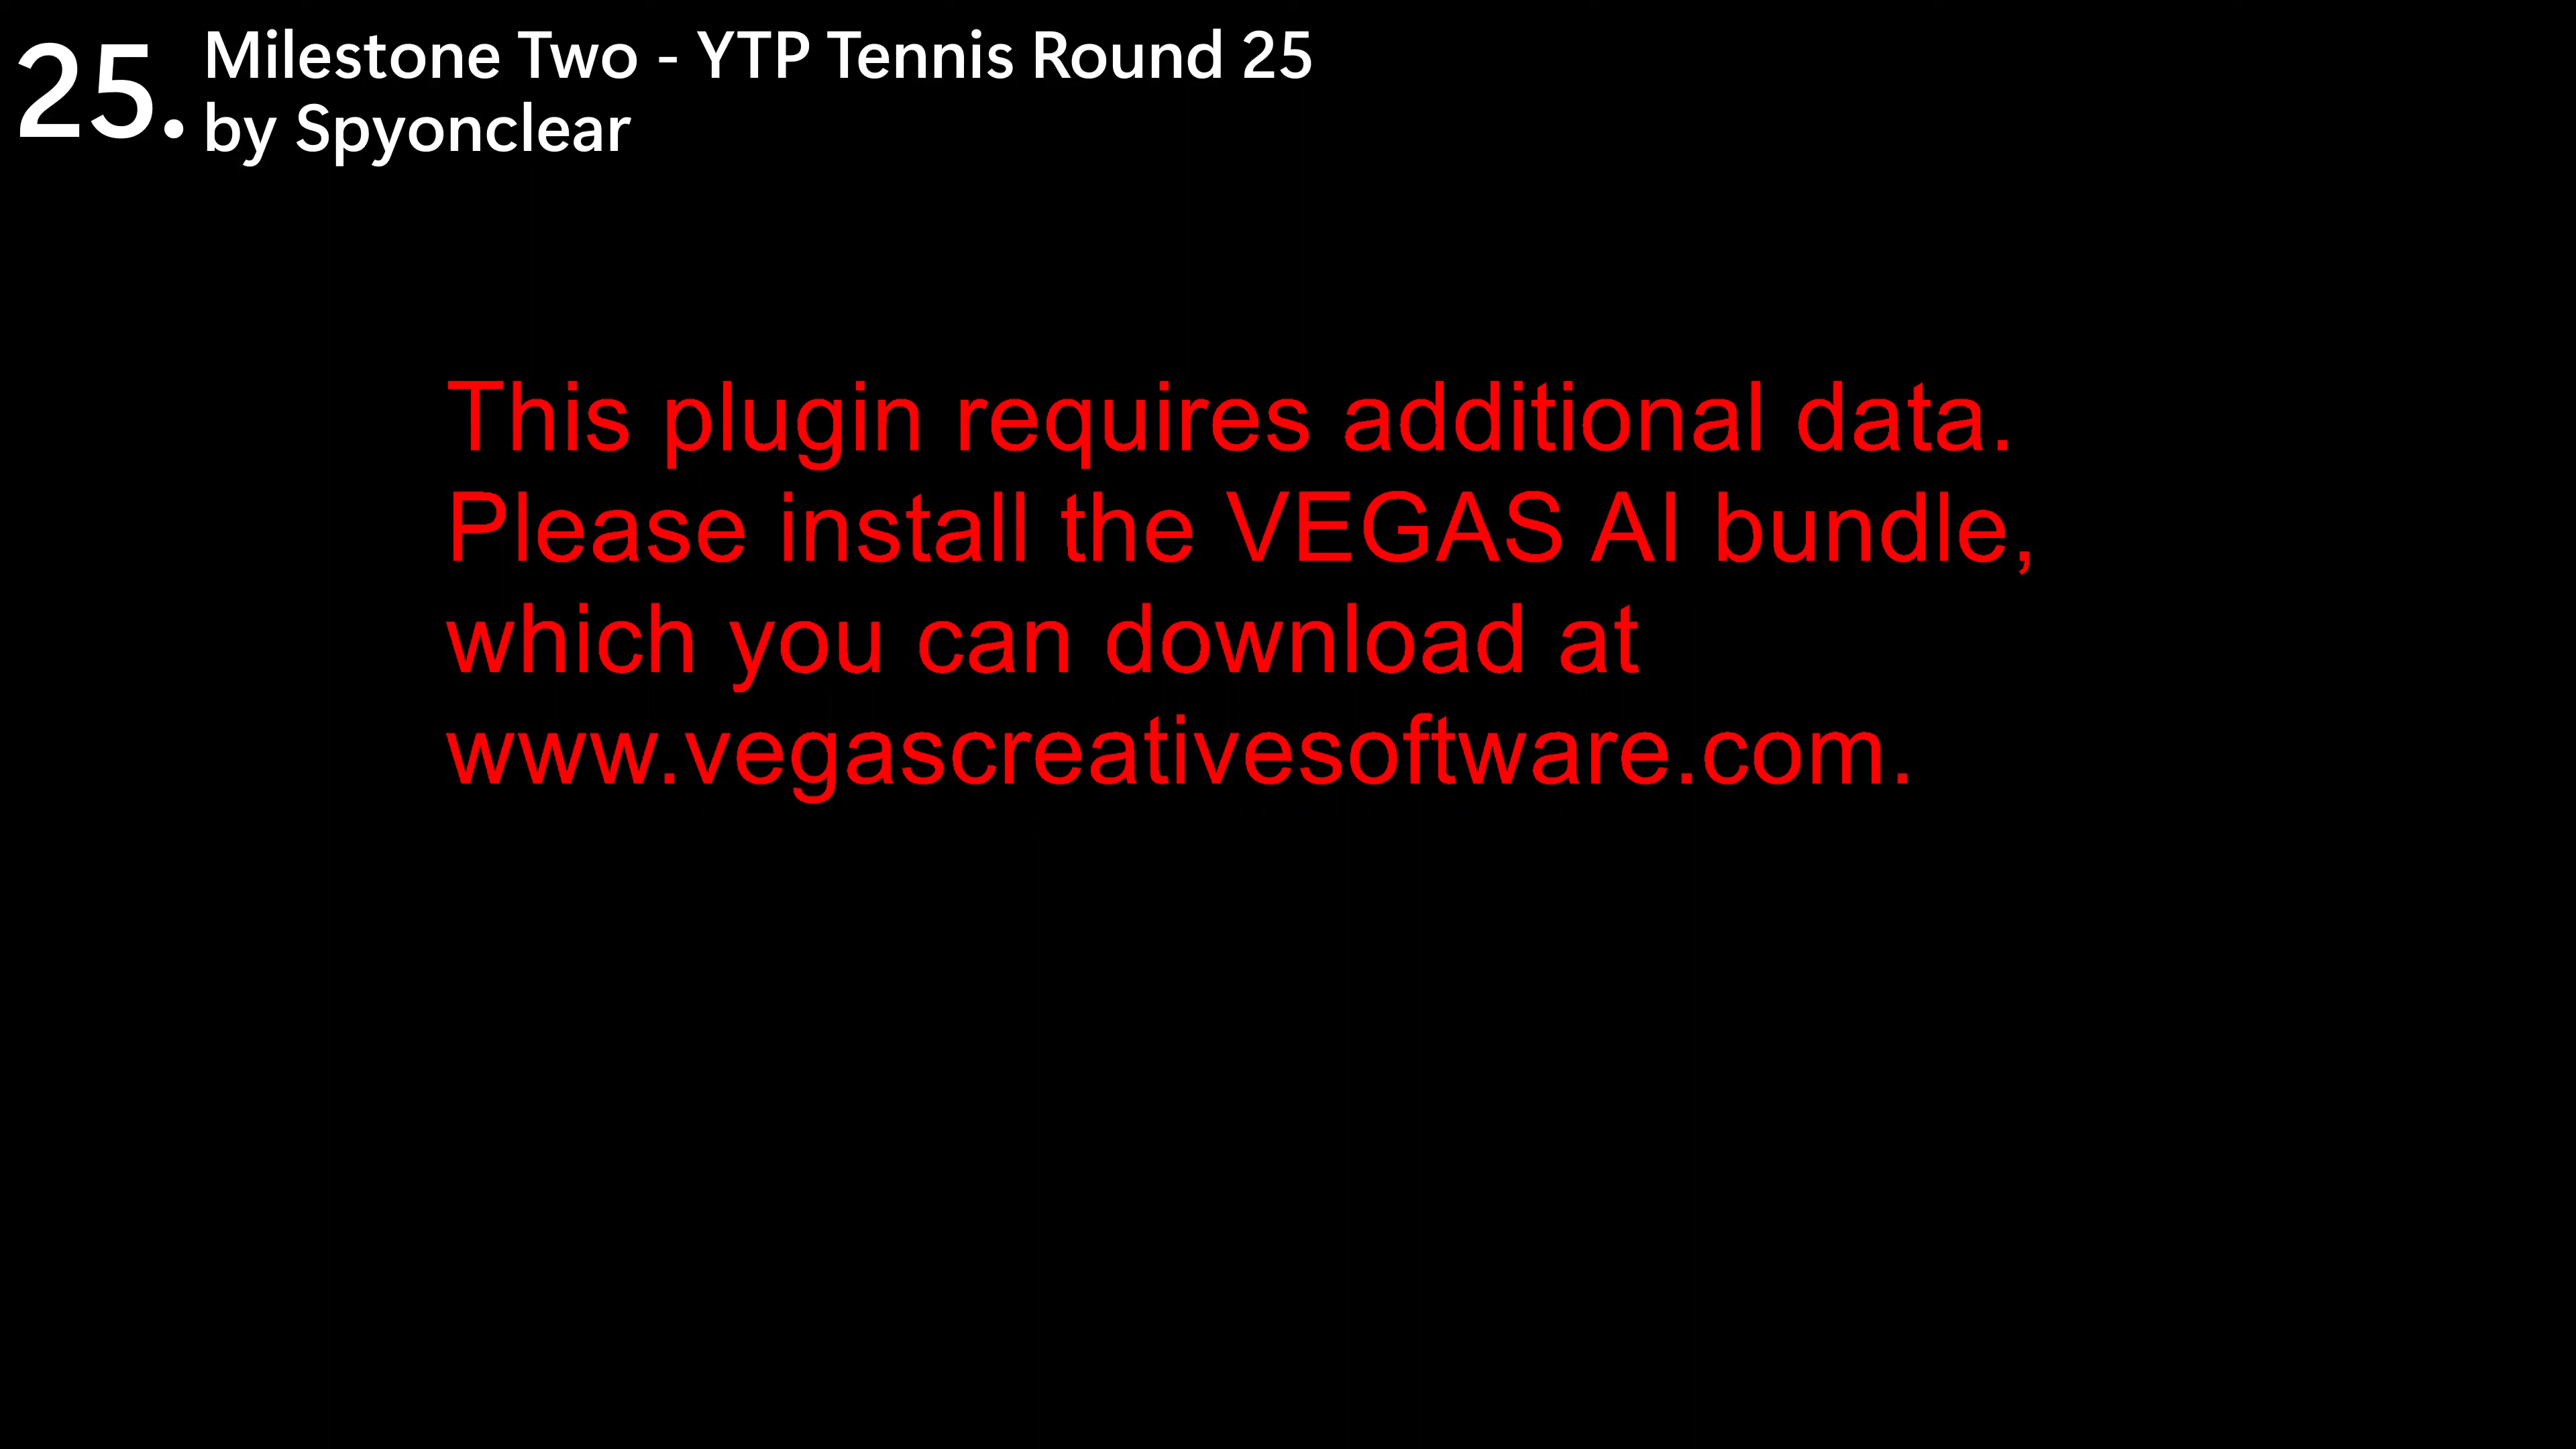 25.
Milestone Two - YTP Tennis Round 25
by Spyonclear
This plugin requires additional data.
Please install the VEGAS AI bundle,
which you can download at
www.vegascreativesoftware.com.